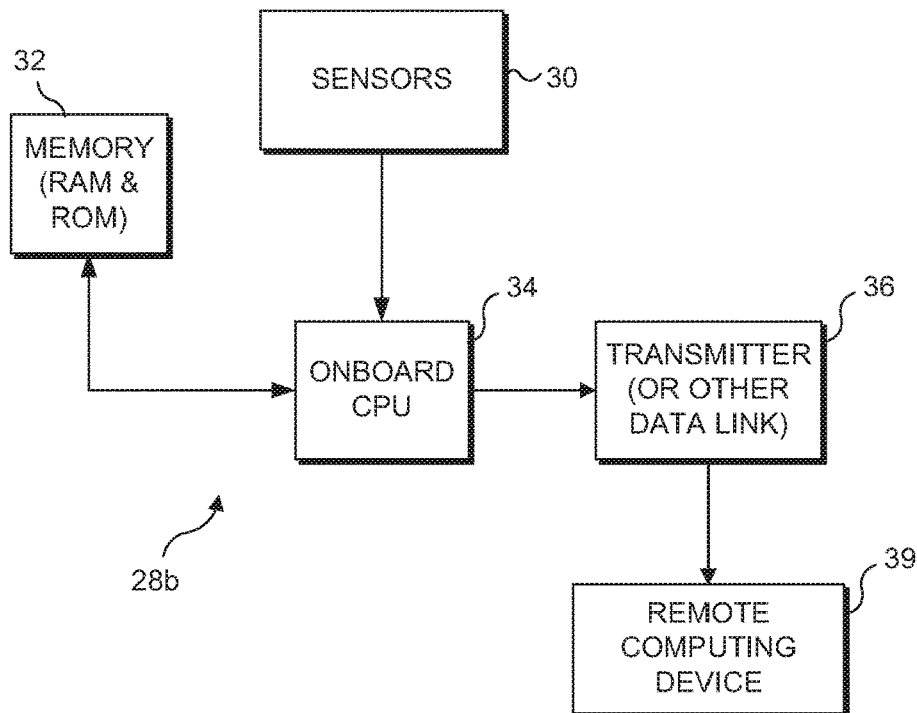 32
MEMORY
(RAM &
ROM)
SENSORS
30
34
ONBOARD
CPU
36
TRANSMITTER
(OR OTHER
DATA LINK)
28b
39
REMOTE
COMPUTING
DEVICE